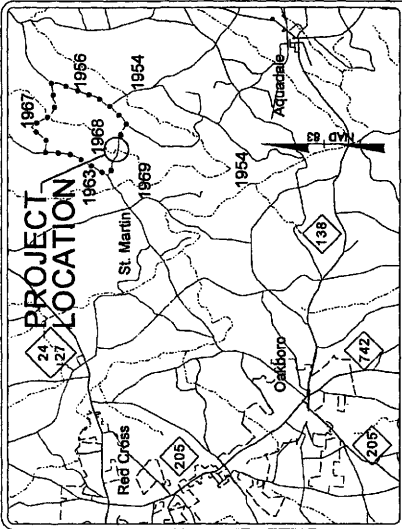 PROJECT
LOCATION
24
27
1967
1956
1963
1968
1954
1969
St. Martin
Red Cross
205
1954
Aquadale
NAD 83
138
Oakboro
742
205